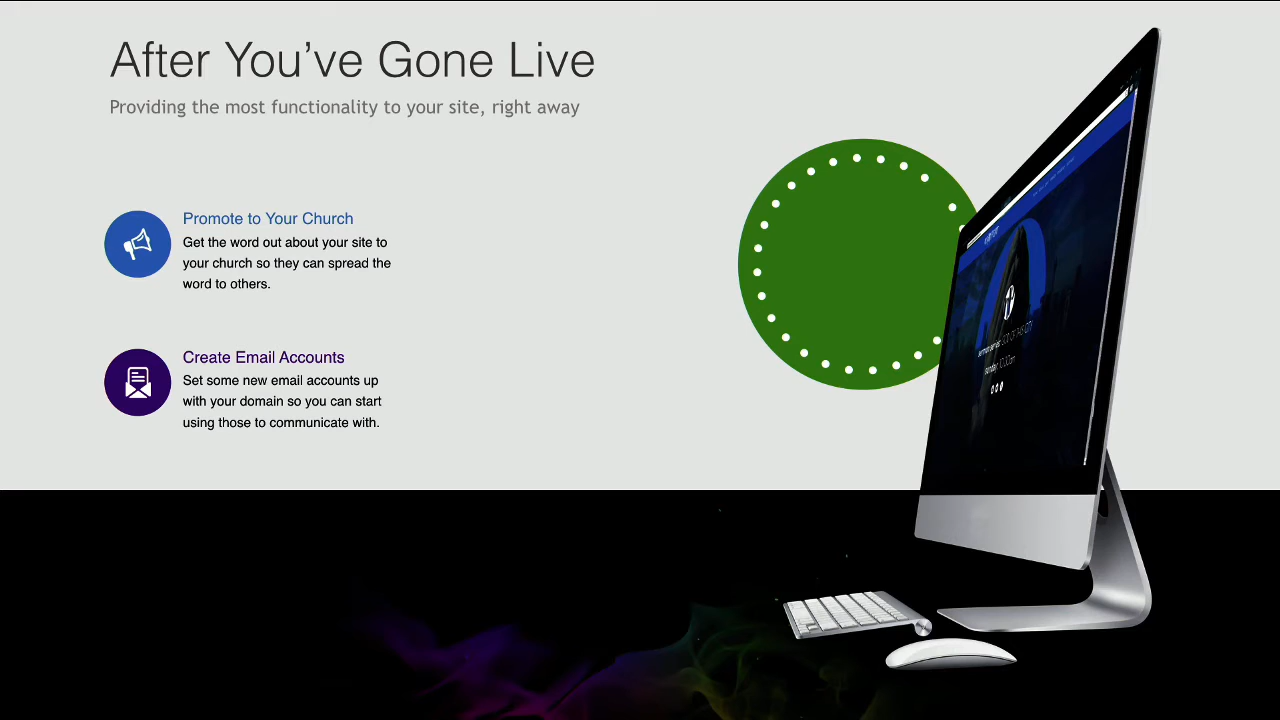 After You've Gone Live
Providing the most functionality to your site, right away
Promote to Your Church
Get the word out about your site to
your church so they can spread the
word to others.
Create Email Accounts
Set some new email accounts up
with your domain so you can start
using those to communicate with.